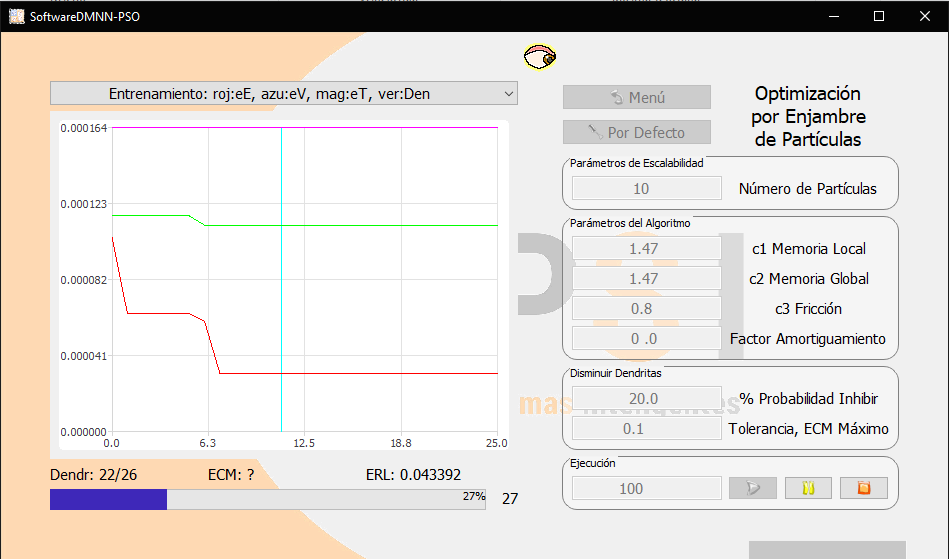 SoftwareDMNN-PSO
Entrenamiento: roj:eE, azu:eV, mag:eT, ver:Den
0.000164
0.000123
0.000082
0.000041
0.000000
0.0 6.3 12.5 18.8 25.0
Dendr: 22/26 ECM: ? ERL: 0.043392
27% 27
Menú
Por Defecto
Optimización
por Enjambre
de Partículas
Parámetros de Escalabilidad
10 Número de Partículas
Parámetros del Algoritmo
1.47 c1 Memoria Local
1.47 c2 Memoria Global
0.8 c3 Fricción
0 .0 Factor Amortiguamiento
Disminuir Dendritas
20.0 % Probabilidad Inhibir
0.1 Tolerancia, ECM Máximo
Ejecución
100